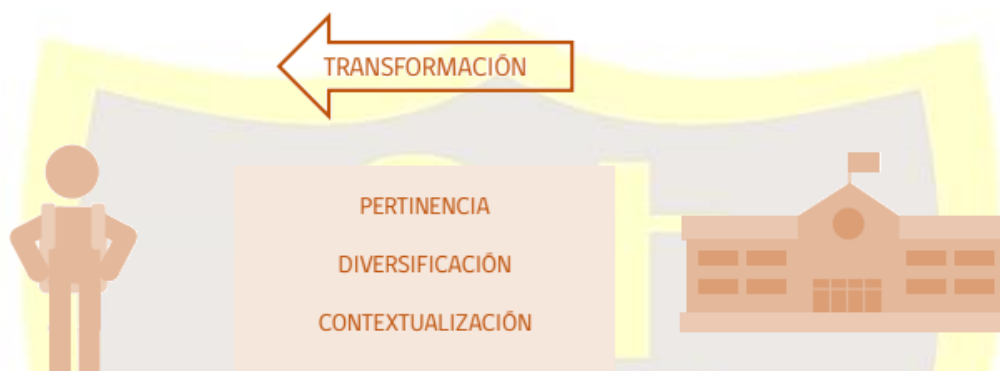 TRANSFORMACIÓN
PERTINENCIA
DIVERSIFICACIÓN
CONTEXTUALIZACIÓN